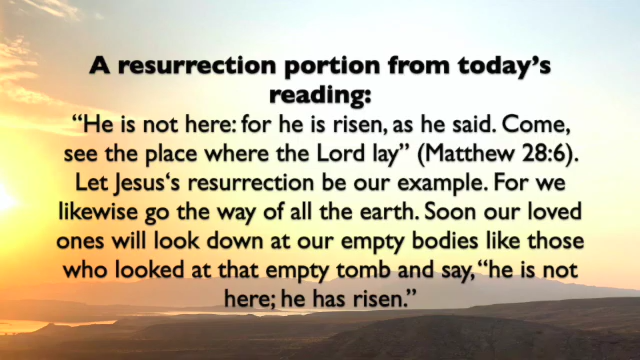 A resurrection portion from today’s
reading:
“He is not here: for he is risen, as he said. Come,
see the place where the Lord lay” (Matthew 28:6).
Let Jesus‘s resurrection be our example. For we
likewise go the way of all the earth. Soon our loved
ones will look down at our empty bodies like those
who looked at that empty tomb and say, “he is not
here; he has risen.”